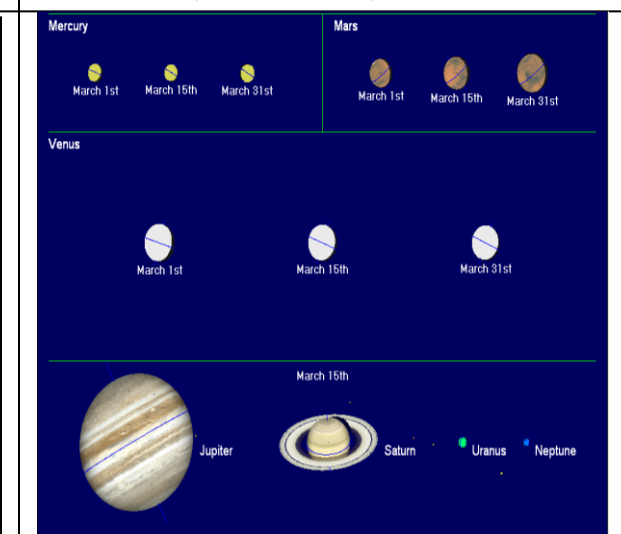 Mercury
March 1st March 15th March 31st
Mars
March 1st March 15th March 31st
Venus
March 1st March 15th March 31st
March 15th
Jupiter Saturn Uranus Neptune